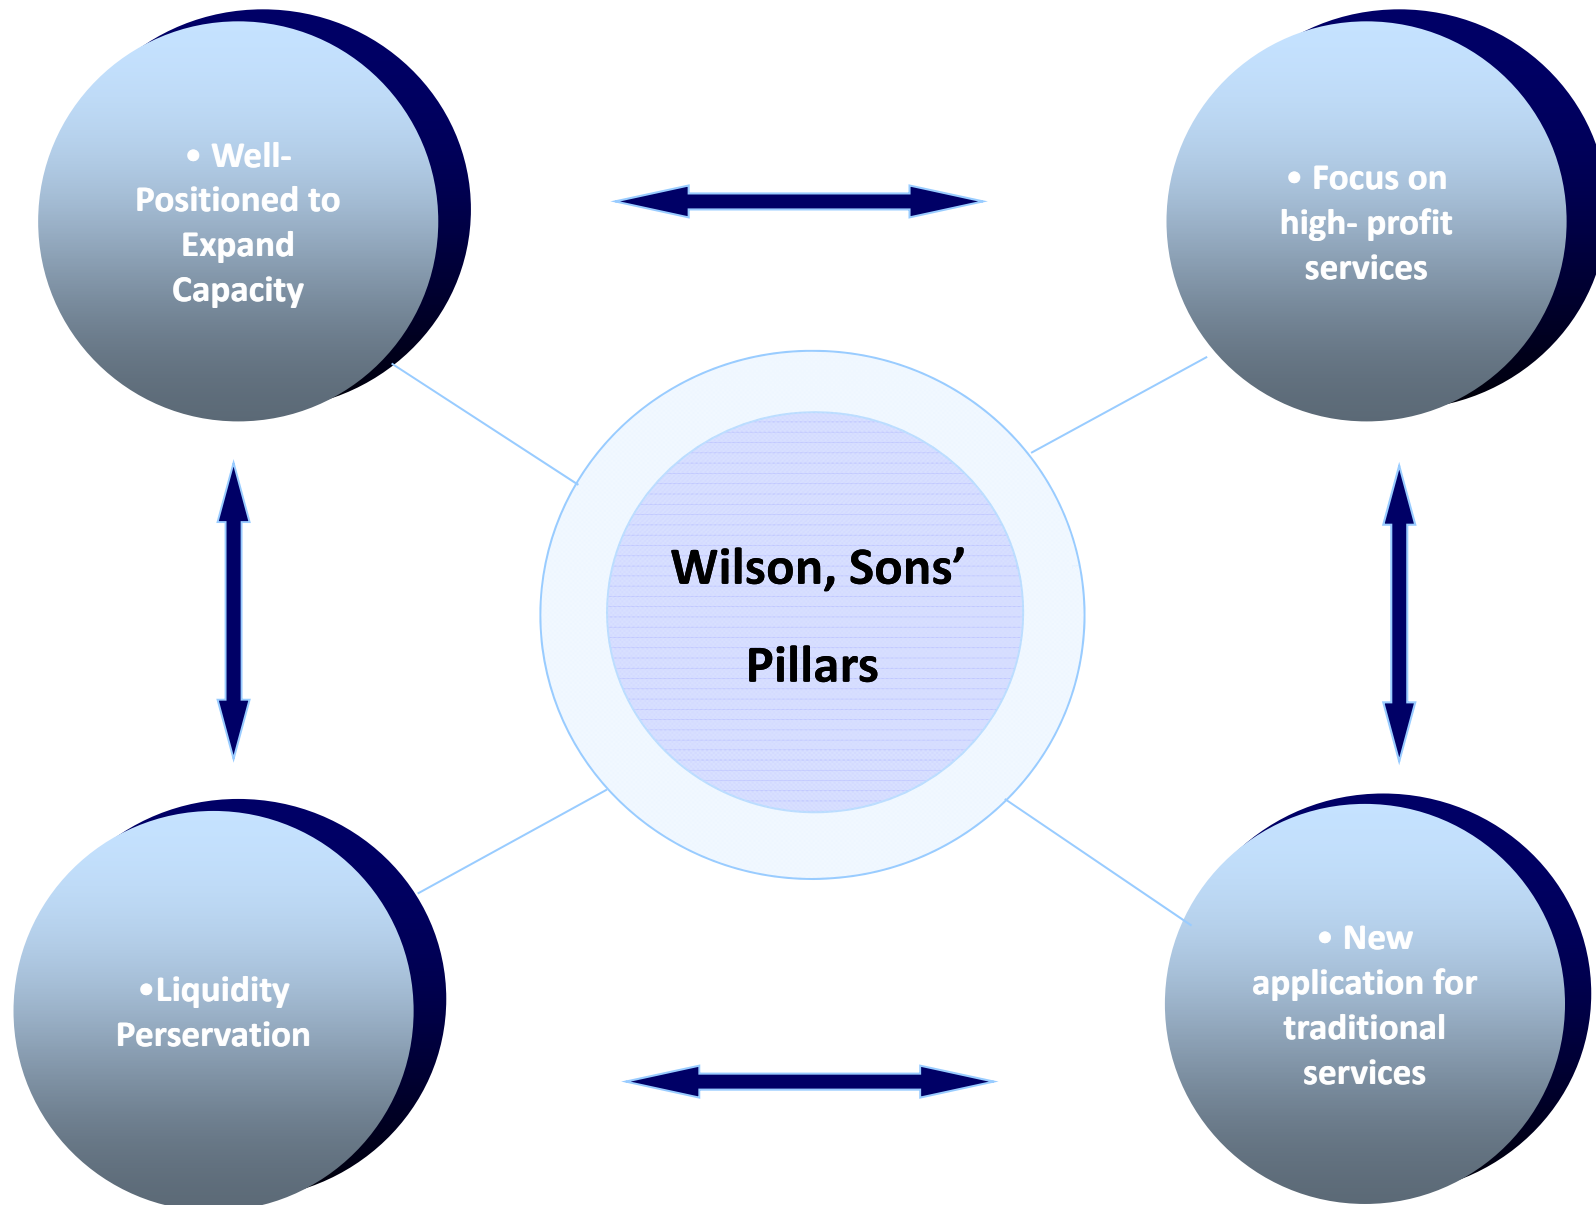 • Well-
Positioned to
Expand
Capacity
• Focus on
high- profit
services
Wilson, Sons’
Pillars
•Liquidity
Perservation
• New
application for
traditional
services